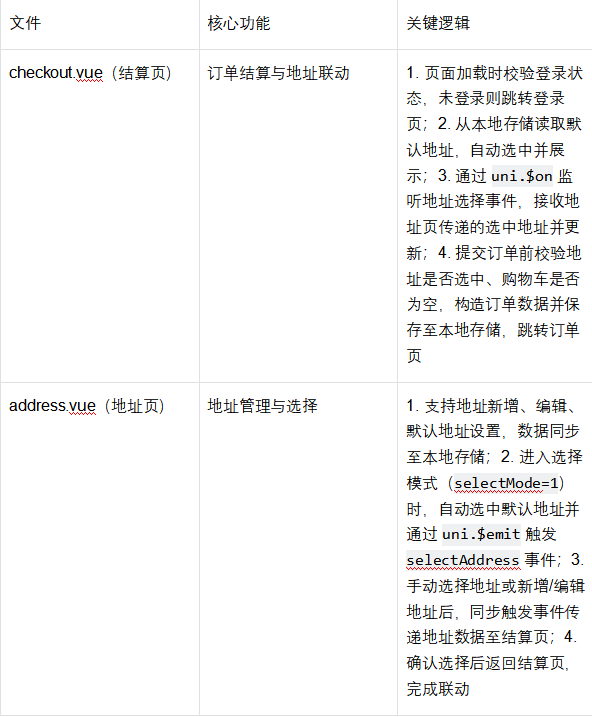 文件
核心功能
关键逻辑
checkout.vue（结算页）
订单结算与地址联动
1. 页面加载时校验登录状
态，未登录则跳转登录
页；2. 从本地存储读取默
认地址，自动选中并展
示；3. 通过 uni.$on 监
听地址选择事件，接收地
址页传递的选中地址并更
新；4. 提交订单前校验地
址是否选中、购物车是否
为空，构造订单数据并保
存至本地存储，跳转订单
页
address.vue（地址页）
地址管理与选择
1. 支持地址新增、编辑、
默认地址设置，数据同步
至本地存储；2. 进入选择
模式（selectMode=1）
时，自动选中默认地址并
通过 uni.$emit 触发
selectAddress 事件；3.
手动选择地址或新增/编辑
地址后，同步触发事件传
递地址数据至结算页；4.
确认选择后返回结算页，
完成联动